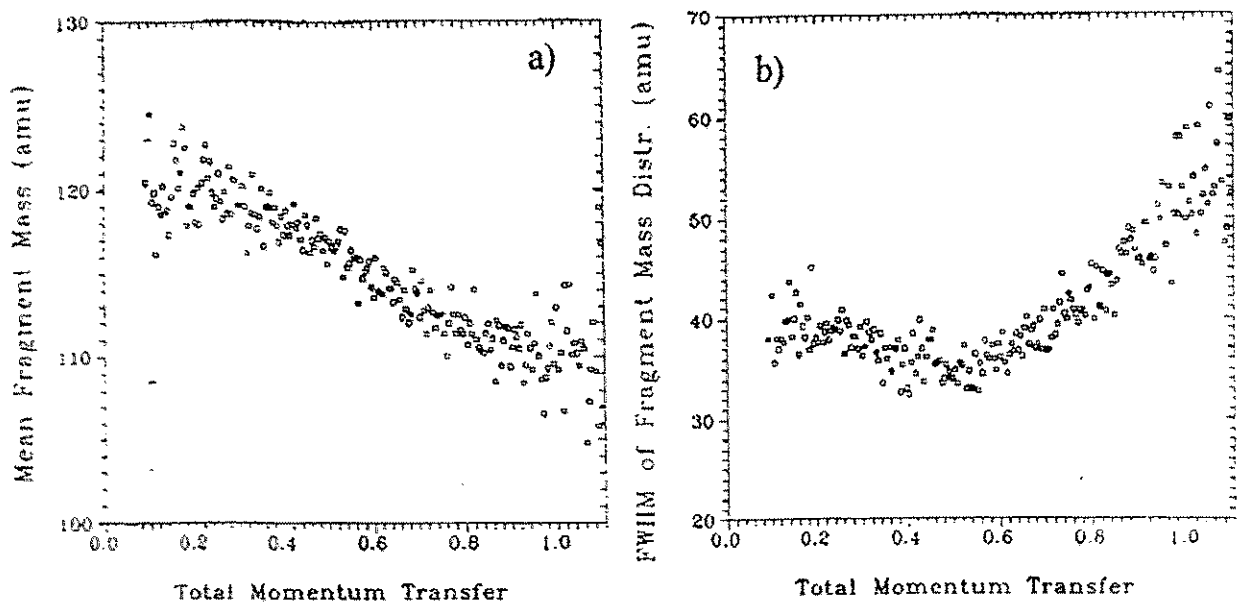 a)
Mean Fragment Mass (amu)
130
120
110
100
0.0 0.2 0.4 0.6 0.8 1.0
Total Momentum Transfer
b)
FWHM of Fragment Mass Distr. (amu)
70
60
50
40
30
20
0.0 0.2 0.4 0.6 0.8 1.0
Total Momentum Transfer